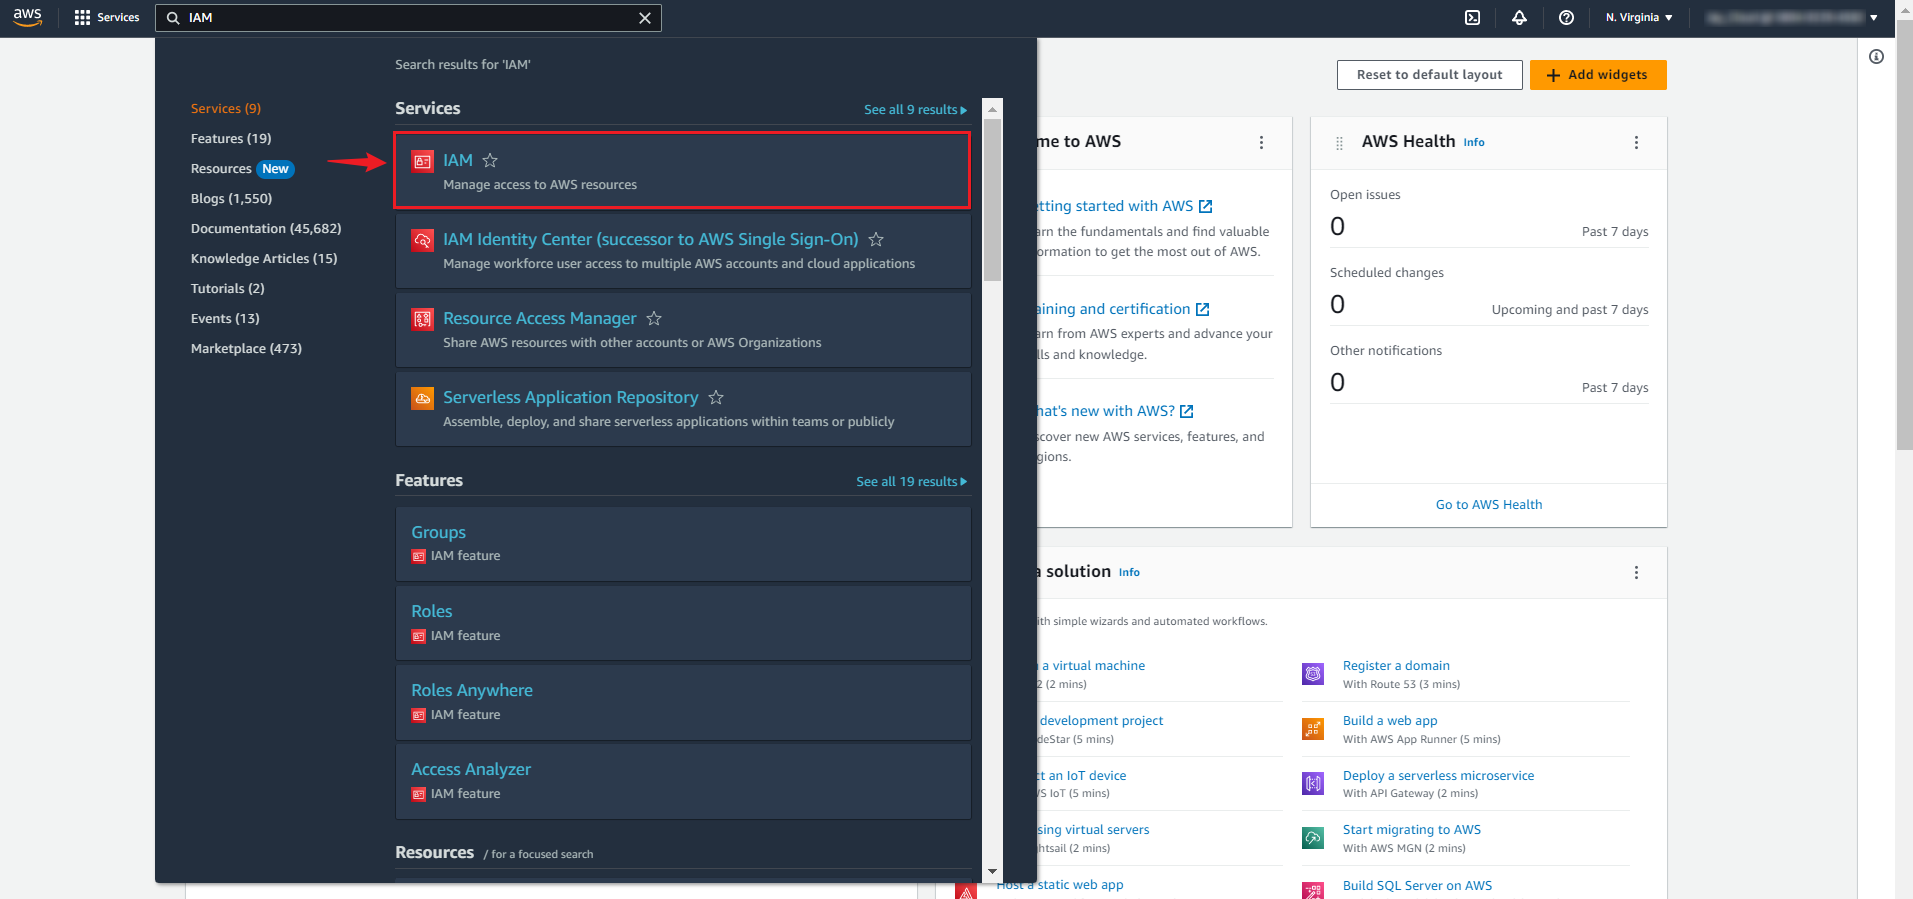 aws
Services
IAM
N. Virginia
Search results for 'IAM'
Services (9)
Features (19)
Resources New
Blogs (1,550)
Documentation (45,682)
Knowledge Articles (15)
Tutorials (2)
Events (13)
Marketplace (473)
Services
See all 9 results
IAM
Manage access to AWS resources
IAM Identity Center (successor to AWS Single Sign-On)
Manage workforce user access to multiple AWS accounts and cloud applications
Resource Access Manager
Share AWS resources with other accounts or AWS Organizations
Serverless Application Repository
Assemble, deploy, and share serverless applications within teams or publicly
Features
See all 19 results
Groups
IAM feature
Roles
IAM feature
Roles Anywhere
IAM feature
Access Analyzer
IAM feature
Resources / for a focused search
Reset to default layout
Add widgets
me to AWS
tting started with AWS
arn the fundamentals and find valuable
ormation to get the most out of AWS.
aining and certification
arn from AWS experts and advance your
lls and knowledge.
hat's new with AWS?
scover new AWS services, features, and
gions.
AWS Health Info
Open issues
0
Past 7 days
Scheduled changes
0
Upcoming and past 7 days
Other notifications
0
Past 7 days
Go to AWS Health
a solution Info
ith simple wizards and automated workflows.
a virtual machine
2 (2 mins)
development project
deStar (5 mins)
ct an IoT device
VS IoT (5 mins)
sing virtual servers
htsail (2 mins)
Host a static web app
Register a domain
With Route 53 (3 mins)
Build a web app
With AWS App Runner (5 mins)
Deploy a serverless microservice
With API Gateway (2 mins)
Start migrating to AWS
With AWS MGN (2 mins)
Build SQL Server on AWS